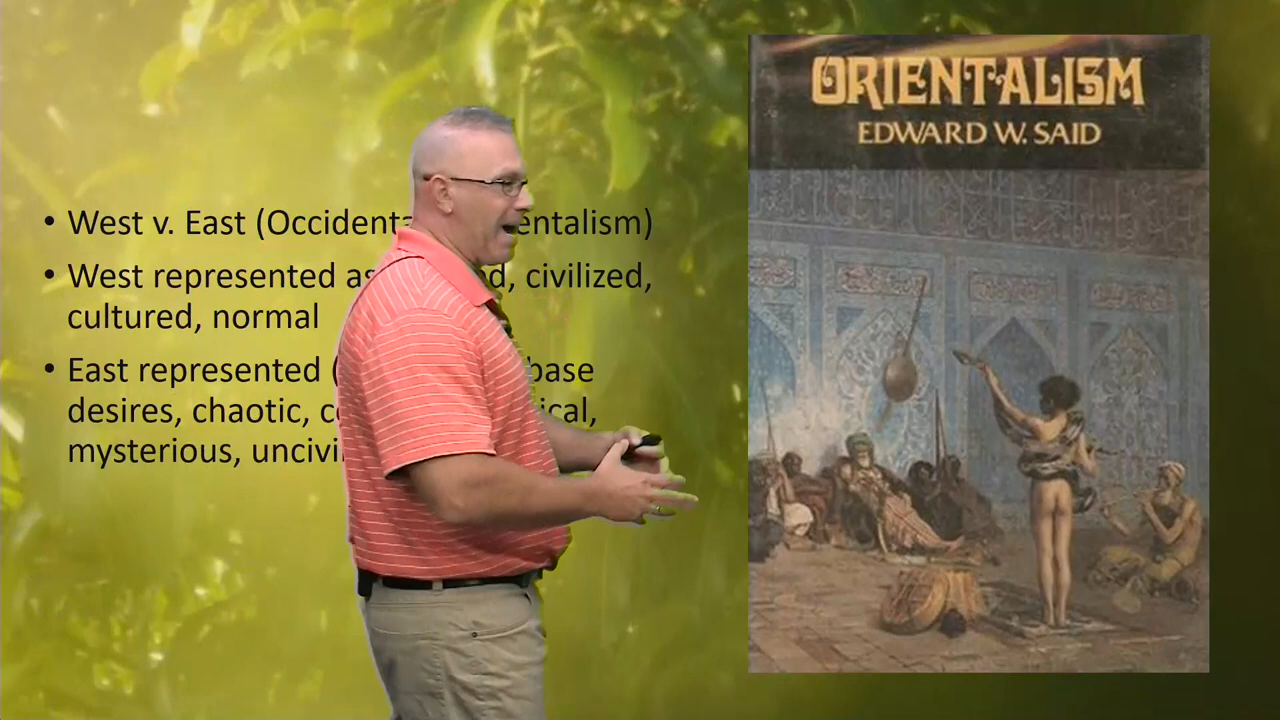 • West v. East (Occident entalism)
• West represented as d, civilized,
cultured, normal
• East represented ( base
desires, chaotic, c ical,
mysterious, uncivi
ORIENTALISM
EDWARD W. SAID